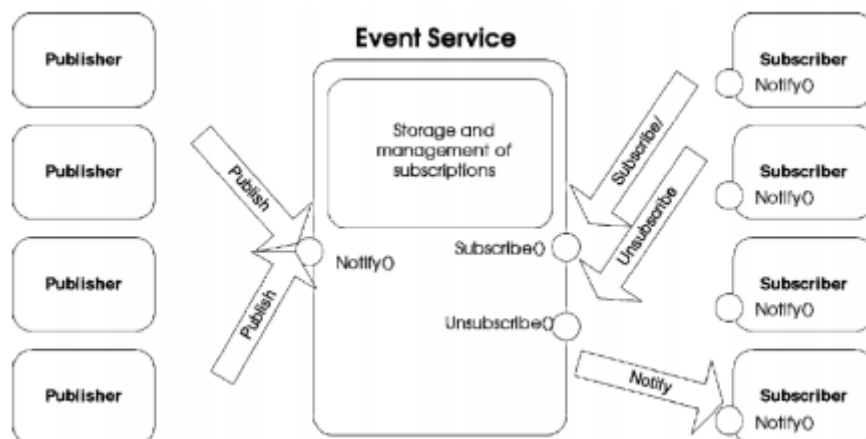 Event Service
Publisher
Publisher
Publisher
Publisher
Publish
Publish
Storage and
management of
subscriptions
Notify()
Subscribe()
Unsubscribe()
Subscribe/
Unsubscribe
Notify
Subscriber
Notify()
Subscriber
Notify()
Subscriber
Notify()
Subscriber
Notify()